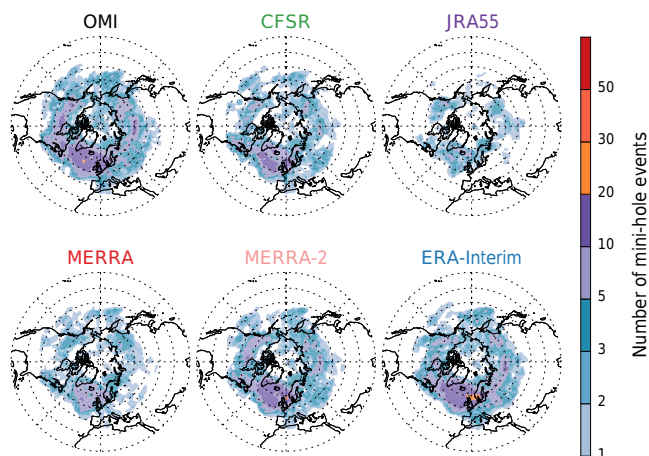 OMI
CFSR
JRA55
MERRA
MERRA-2
ERA-Interim
50
30
20
10
5
3
2
1
Number of mini-hole events